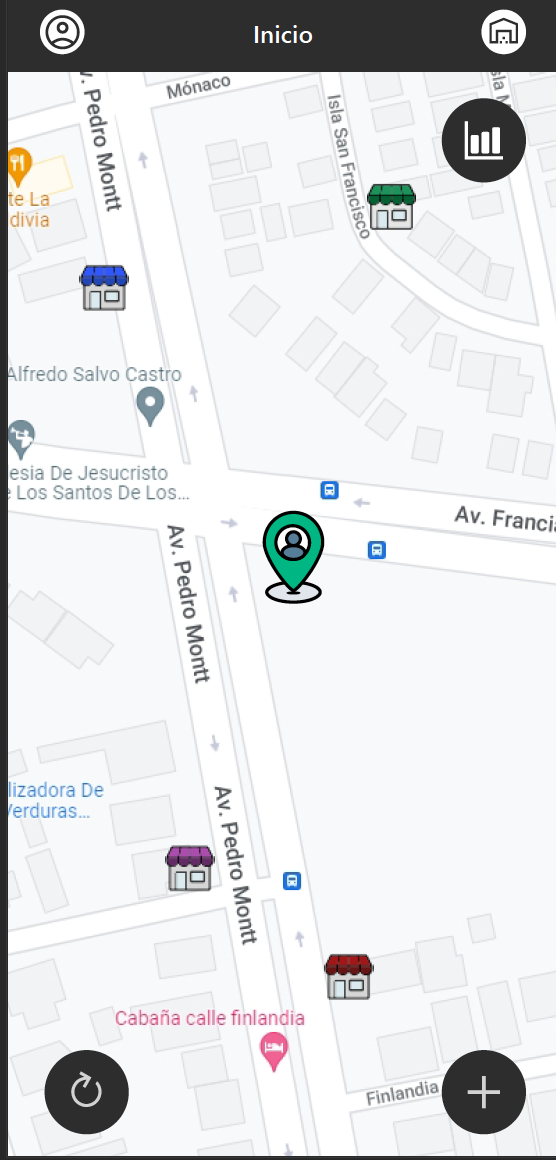 Inicio
Mónaco
Pedro Montt
Isla San Francisco
Isla M
te La
divia
Alfredo Salvo Castro
esia De Jesucristo
e Los Santos De Los...
Av. Francia
Av. Pedro Montt
lizadora De
Verduras...
Av. Pedro Montt
Cabaña calle finlandia
Finlandia